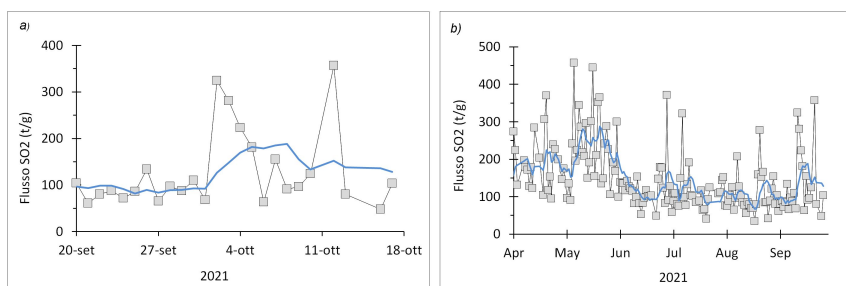 a)
Flusso SO2 (t/g)
400
300
200
100
0
20-set 27-set 4-ott 11-ott 18-ott
2021
b)
Flusso SO2 (t/g)
500
400
300
200
100
0
Apr May Jun Jul Aug Sep
2021